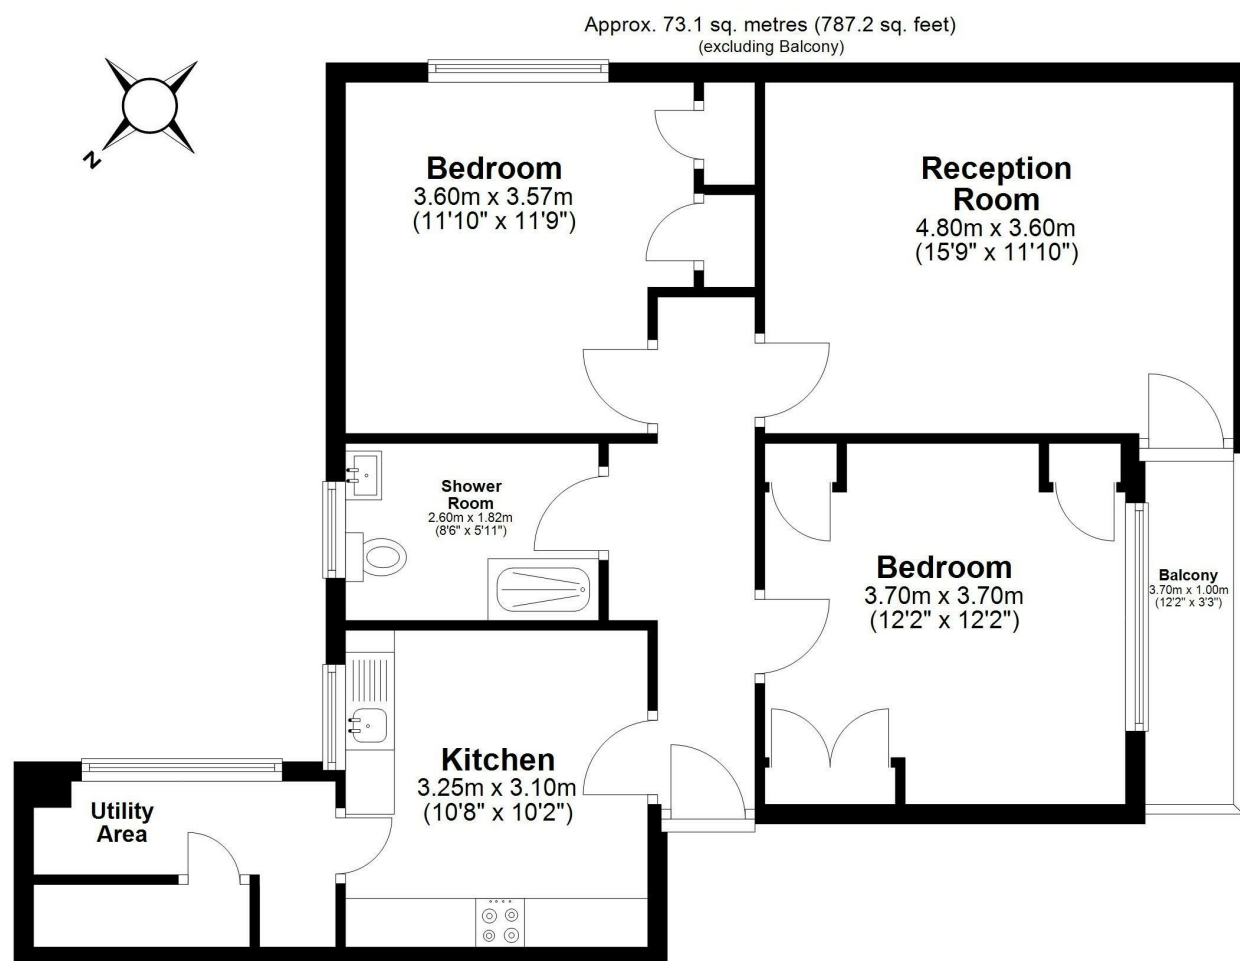 Approx. 73.1 sq. metres (787.2 sq. feet)
(excluding Balcony)
N
Bedroom
3.60m x 3.57m
(11'10" x 11'9")
Reception
Room
4.80m x 3.60m
(15'9" x 11'10")
Shower
Room
2.60m x 1.82m
(8'6" x 5'11")
Bedroom
3.70m x 3.70m
(12'2" x 12'2")
Balcony
3.70m x 1.00m
(12'2" x 3'3")
Kitchen
3.25m x 3.10m
(10'8" x 10'2")
Utility
Area